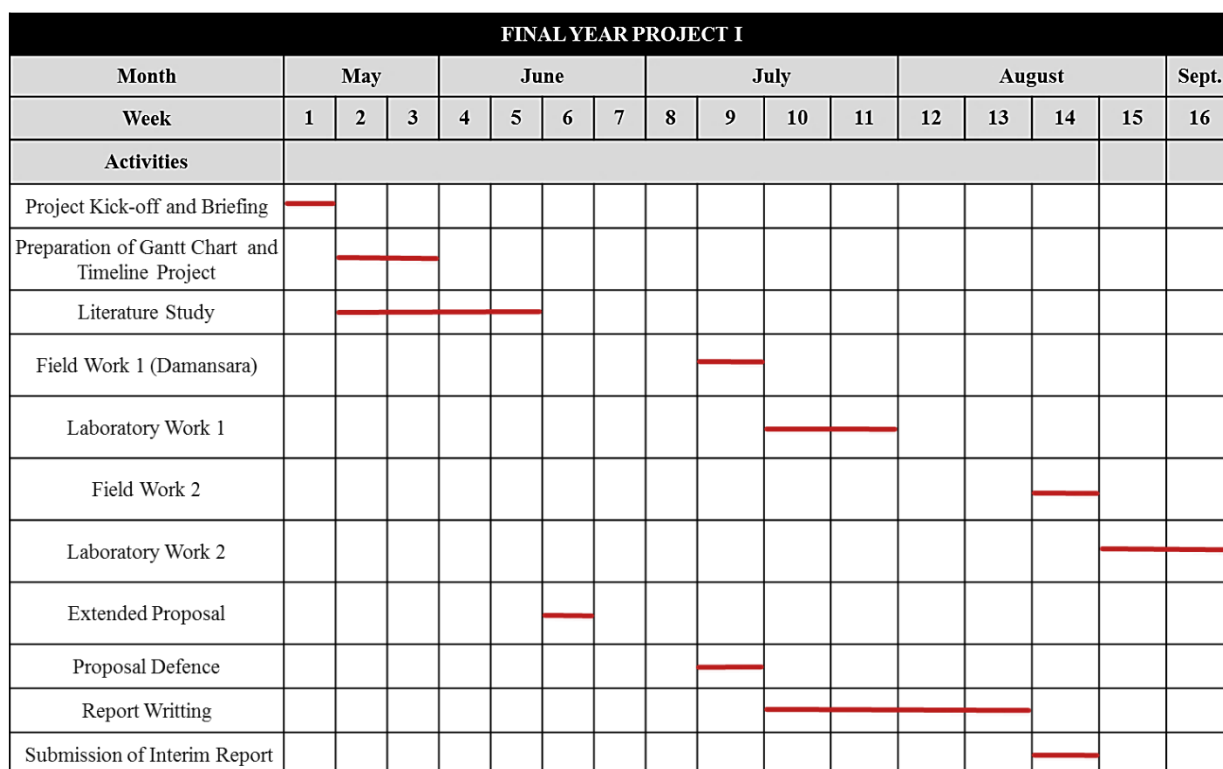 FINAL YEAR PROJECT I
Month May June July August Sept.
Week 1 2 3 4 5 6 7 8 9 10 11 12 13 14 15 16
Activities
Project Kick-off and Briefing
Preparation of Gantt Chart and
Timeline Project
Literature Study
Field Work 1 (Damansara)
Laboratory Work 1
Field Work 2
Laboratory Work 2
Extended Proposal
Proposal Defence
Report Writting
Submission of Interim Report